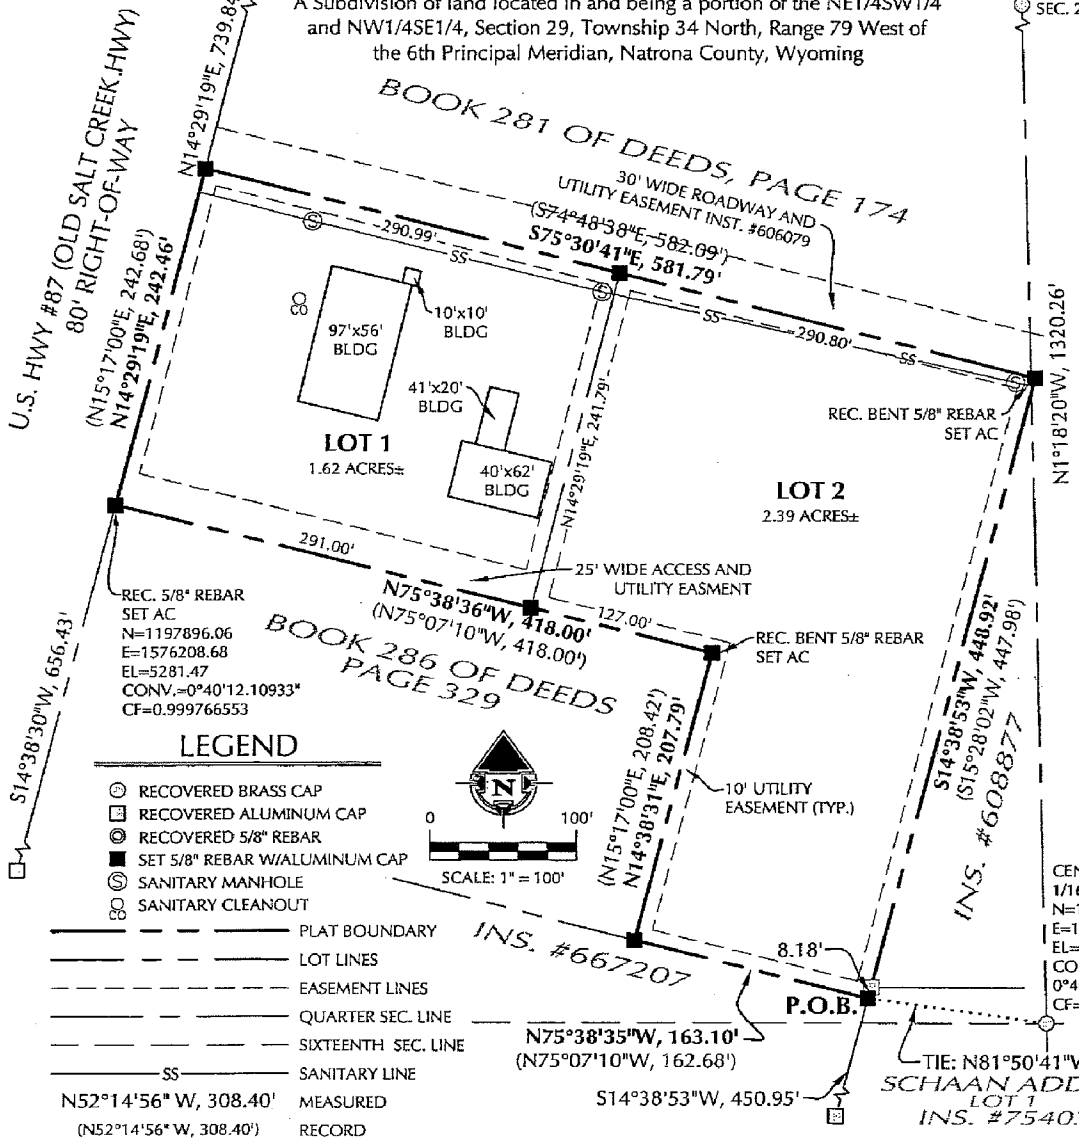 A Subdivision of land located in and being a portion of the NE1/4SW1/4
and NW1/4SE1/4, Section 29, Township 34 North, Range 79 West of
the 6th Principal Meridian, Natrona County, Wyoming
N14°29'19"E, 739.84
U.S. HWY #87 (OLD SALT CREEK HWY)
80' RIGHT-OF-WAY
(N15°17'00"E, 242.68')
N14°29'19"E, 242.46'
BOOK 281 OF DEEDS, PAGE 174
30' WIDE ROADWAY AND
UTILITY EASEMENT INST. #606079
(S74°48'38"E, 582.09')
S75°30'41"E, 581.79'
290.99'
SS
SS
290.80'
SS
S
S
S
CO
97'x56'
BLDG
10'x10'
BLDG
41'x20'
BLDG
40'x62'
BLDG
LOT 1
1.62 ACRES±
N14°29'19"E, 241.79'
LOT 2
2.39 ACRES±
REC. BENT 5/8" REBAR
SET AC
N1°18'20"W, 1320.26'
291.00'
25' WIDE ACCESS AND
UTILITY EASMENT
N75°38'36"W, 418.00'
(N75°07'10"W, 418.00')
127.00'
REC. BENT 5/8" REBAR
SET AC
REC. 5/8" REBAR
SET AC
N=1197896.06
E=1576208.68
EL=5281.47
CONV.=0°40'12.10933"
CF=0.999766553
BOOK 286 OF DEEDS
PAGE 329
S14°38'30"W, 656.43'
(N15°17'00"E, 208.42')
N14°38'31"E, 207.79'
10' UTILITY
EASEMENT (TYP.)
S14°38'53"W, 448.92'
(S15°28'02"W, 447.98')
INS. #608877
LEGEND
RECOVERED BRASS CAP
RECOVERED ALUMINUM CAP
RECOVERED 5/8" REBAR
SET 5/8" REBAR W/ALUMINUM CAP
S SANITARY MANHOLE
CO SANITARY CLEANOUT
PLAT BOUNDARY
LOT LINES
EASEMENT LINES
QUARTER SEC. LINE
SIXTEENTH SEC. LINE
SS SANITARY LINE
N52°14'56" W, 308.40' MEASURED
(N52°14'56" W, 308.40') RECORD
N
0 100'
SCALE: 1" = 100'
INS. #667207
8.18'
P.O.B.
N75°38'35"W, 163.10'
(N75°07'10"W, 162.68')
S14°38'53"W, 450.95'
TIE: N81°50'41"W
SCHAAN ADD
LOT 1
INS. #75403
SEC. 2
CEN
1/16
N=1
E=1
EL=
CO
0°4
CF=